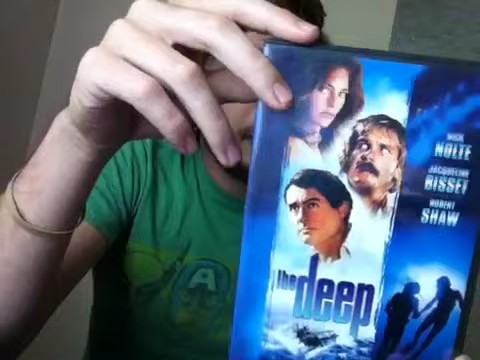 NICK
NOLTE
JACQUELINE
BISSET
ROBERT
SHAW
the deep
A